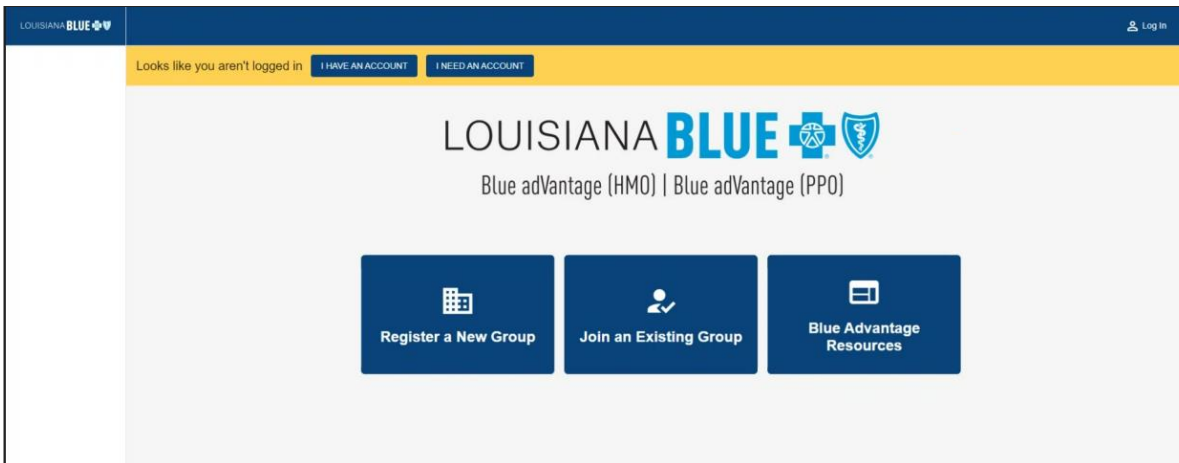 LOUISIANA BLUE
Log In
Looks like you aren't logged in
I HAVE AN ACCOUNT
I NEED AN ACCOUNT
LOUISIANA BLUE
Blue adVantage (HMO) | Blue adVantage (PPO)
Register a New Group
Join an Existing Group
Blue Advantage
Resources